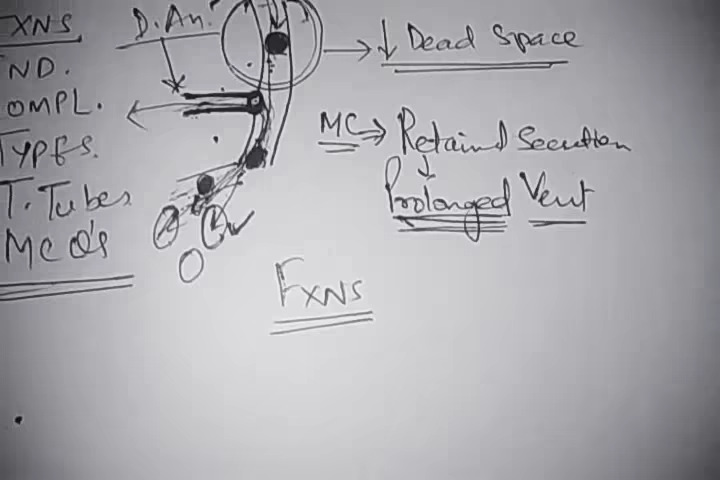 FXNS
IND.
COMPL.
TYPES.
T. Tubes
MCQ's
D. An.
↓ Dead Space
MC ⇒ Retained Secretion
↓
Prolonged Vent
FXNS